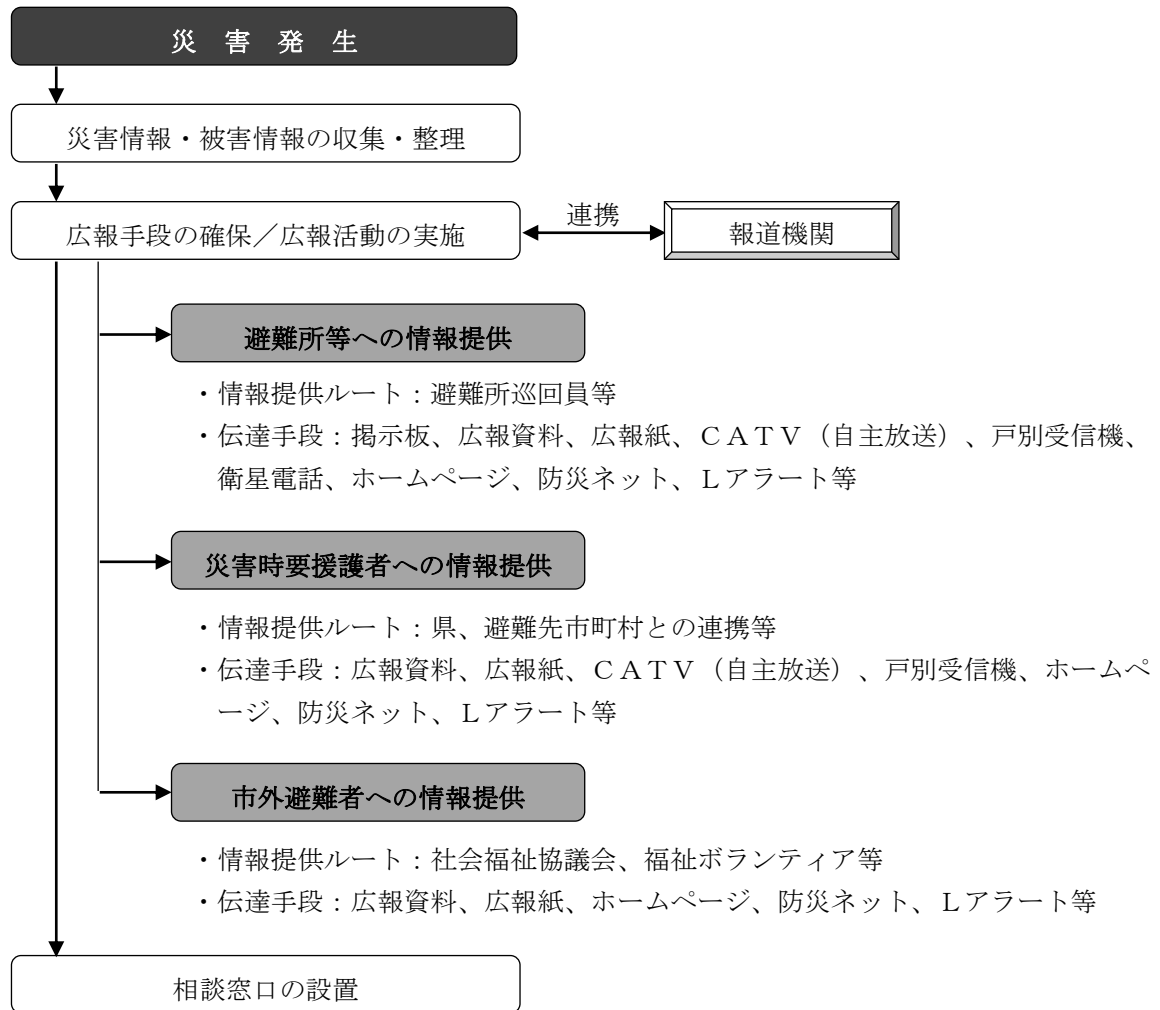 災 害 発 生
災害情報・被害情報の収集・整理
広報手段の確保／広報活動の実施
連携
報道機関
避難所等への情報提供
・情報提供ルート：避難所巡回員等
・伝達手段：掲示板、広報資料、広報紙、ＣＡＴＶ（自主放送）、戸別受信機、
衛星電話、ホームページ、防災ネット、Ｌアラート等
災害時要援護者への情報提供
・情報提供ルート：県、避難先市町村との連携等
・伝達手段：広報資料、広報紙、ＣＡＴＶ（自主放送）、戸別受信機、ホームペ
ージ、防災ネット、Ｌアラート等
市外避難者への情報提供
・情報提供ルート：社会福祉協議会、福祉ボランティア等
・伝達手段：広報資料、広報紙、ホームページ、防災ネット、Ｌアラート等
相談窓口の設置